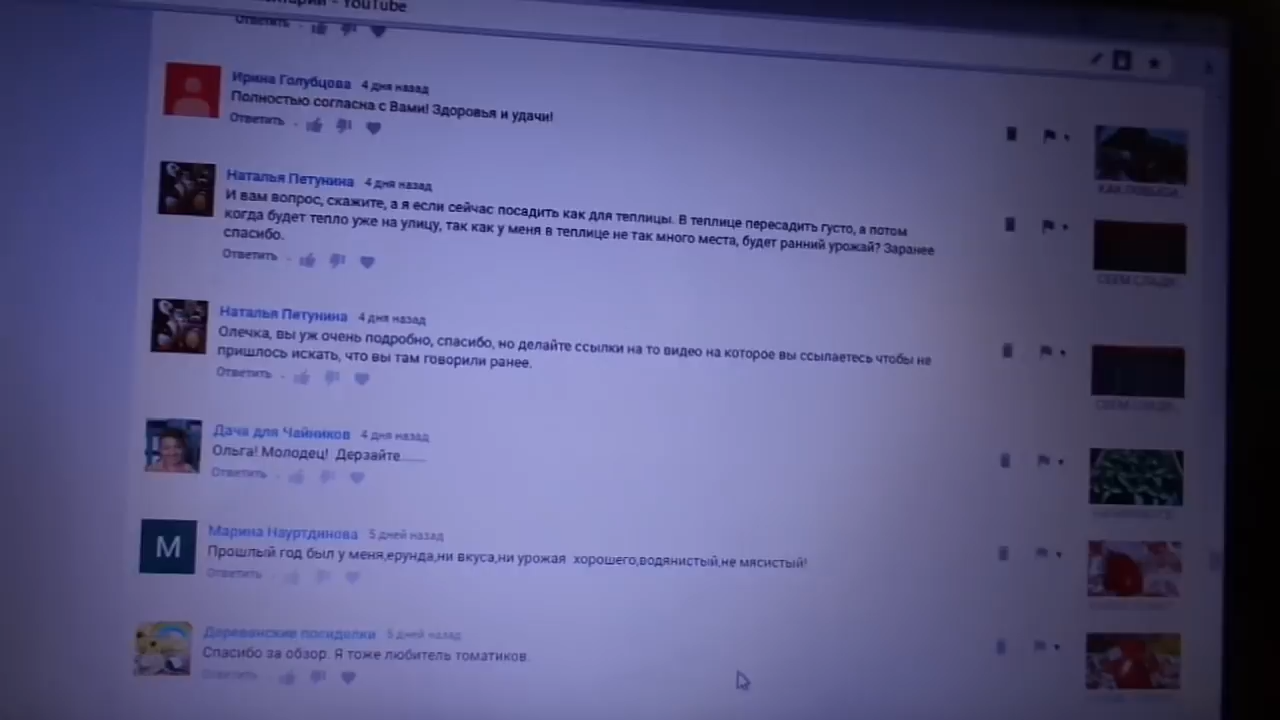 YouTube
Ответить
Ирина Голубцова 4 дня назад
Полностью согласна с Вами! Здоровья и удачи!
Ответить
Наталья Петунина 4 дня назад
И вам вопрос, скажите, а я если сейчас посадить как для теплицы. В теплице пересадить густо, а потом
когда будет тепло уже на улицу, так как у меня в теплице не так много места, будет ранний урожай? Заранее
спасибо.
Ответить
Наталья Петунина 4 дня назад
Олечка, вы уж очень подробно, спасибо, но делайте ссылки на то видео на которое вы ссылаетесь чтобы не
пришлось искать, что вы там говорили ранее.
Ответить
Дача для Чайников 4 дня назад
Ольга! Молодец! Дерзайте.......
Ответить
М
Марина Науртдинова 5 дней назад
Прошлый год был у меня,ерунда,ни вкуса,ни урожая хорошего,водянистый,не мясистый!
Ответить
Деревенские посиделки 5 дней назад
Спасибо за обзор. Я тоже любитель томатиков.
Ответить